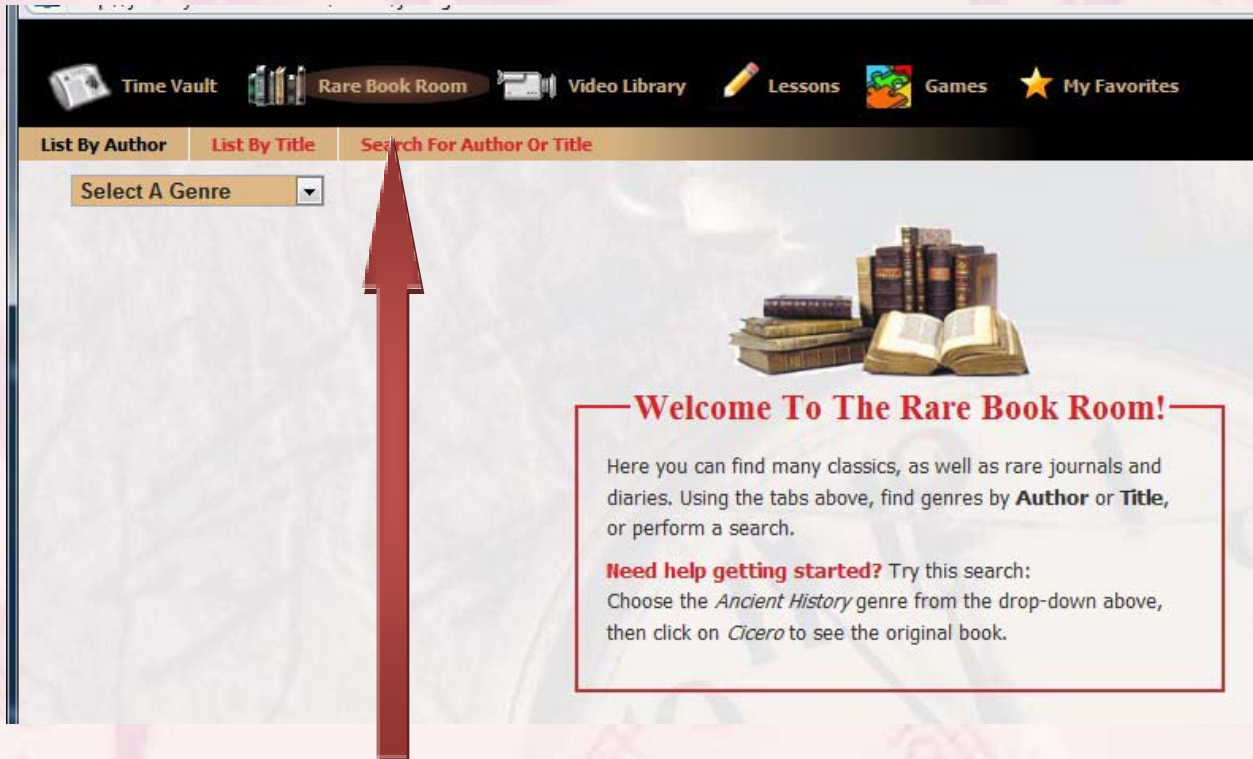 Time Vault Rare Book Room Video Library Lessons Games My Favorites
List By Author List By Title Search For Author Or Title
Select A Genre
Welcome To The Rare Book Room!
Here you can find many classics, as well as rare journals and
diaries. Using the tabs above, find genres by Author or Title,
or perform a search.
Need help getting started? Try this search:
Choose the Ancient History genre from the drop-down above,
then click on Cicero to see the original book.